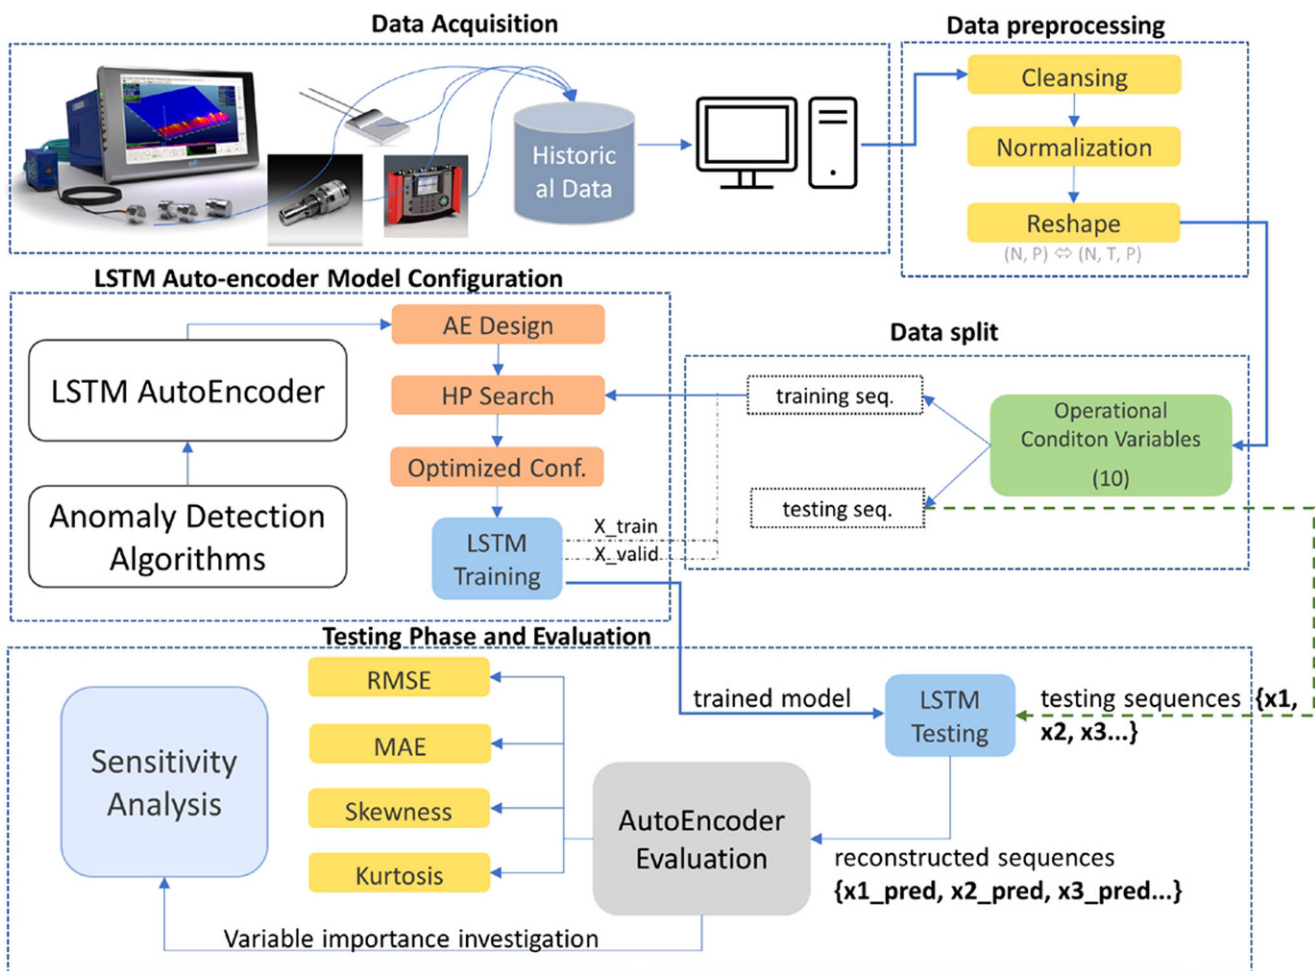 Data Acquisition
Historic
al Data
Data preprocessing
Cleansing
Normalization
Reshape
(N, P) ⇔ (N, T, P)
LSTM Auto-encoder Model Configuration
LSTM AutoEncoder
Anomaly Detection
Algorithms
AE Design
HP Search
Optimized Conf.
LSTM
Training
X_train
X_valid
Data split
training seq.
testing seq.
Operational
Conditon Variables
(10)
Testing Phase and Evaluation
Sensitivity
Analysis
RMSE
MAE
Skewness
Kurtosis
trained model
LSTM
Testing
testing sequences {x1,
x2, x3...}
AutoEncoder
Evaluation
reconstructed sequences
{x1_pred, x2_pred, x3_pred...}
Variable importance investigation